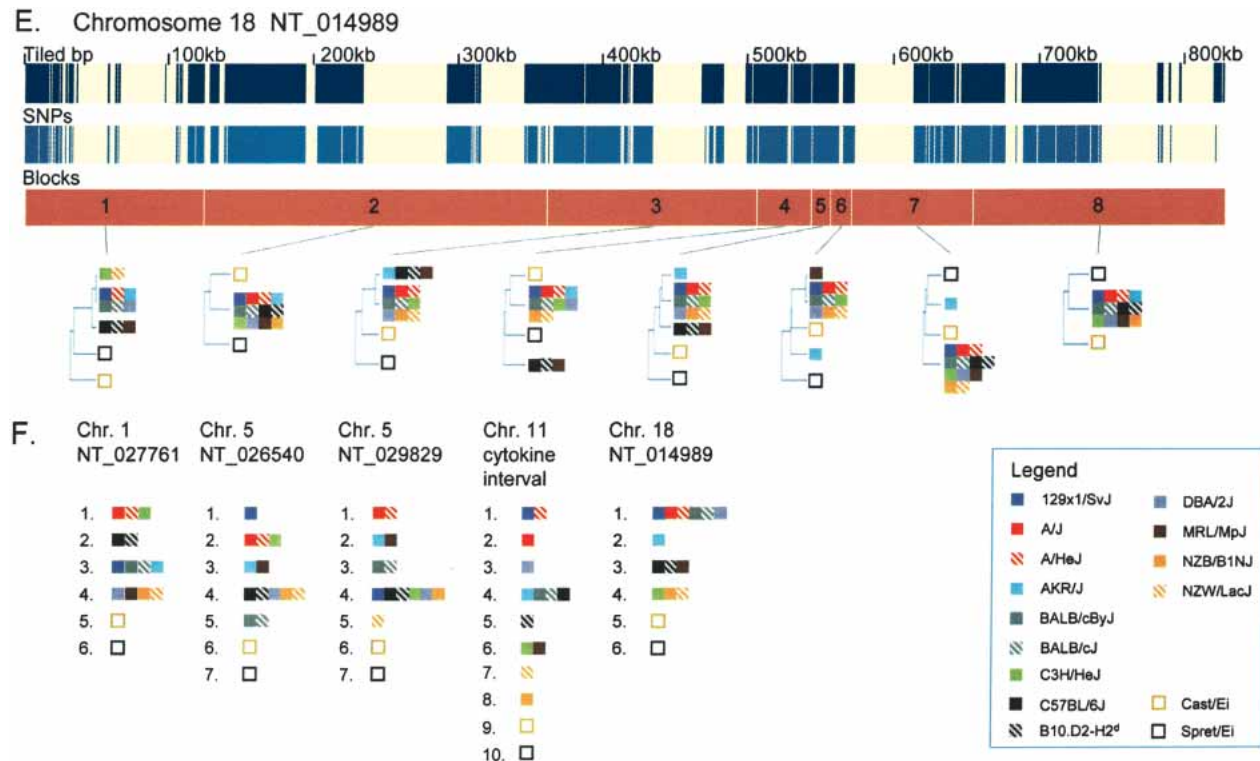 E. Chromosome 18 NT_014989
Tiled bp 100kb 200kb 300kb 400kb 500kb 600kb 700kb 800kb
SNPs
Blocks
1 2 3 4 5 6 7 8
F.
Chr. 1
NT_027761
1.
2.
3.
4.
5.
6.
Chr. 5
NT_026540
1.
2.
3.
4.
5.
6.
7.
Chr. 5
NT_029829
1.
2.
3.
4.
5.
6.
7.
Chr. 11
cytokine
interval
1.
2.
3.
4.
5.
6.
7.
8.
9.
10.
Chr. 18
NT_014989
1.
2.
3.
4.
5.
6.
Legend
129x1/SvJ
A/J
A/HeJ
AKR/J
BALB/cByJ
BALB/cJ
C3H/HeJ
C57BL/6J
B10.D2-H2ᵈ
DBA/2J
MRL/MpJ
NZB/B1NJ
NZW/LacJ
Cast/Ei
Spret/Ei